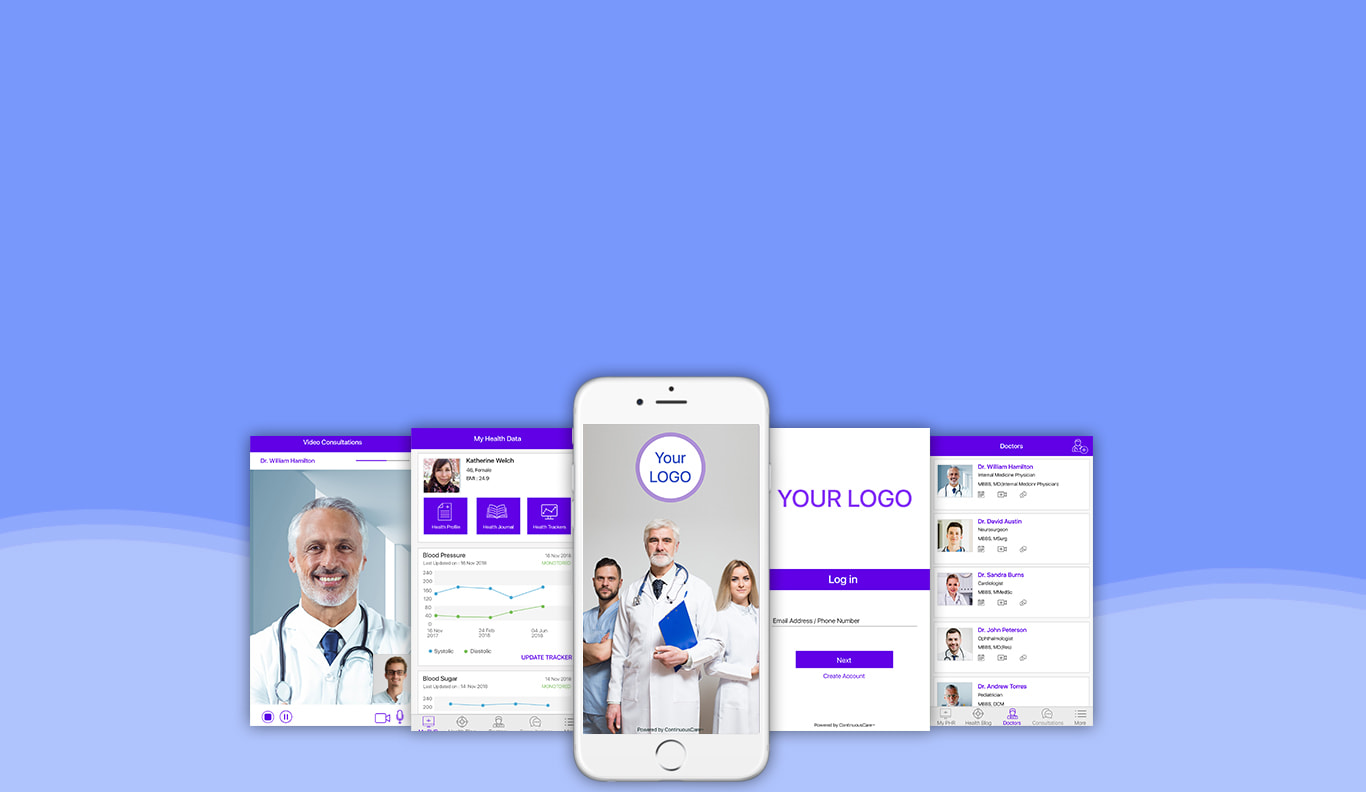 Video Consultations
Dr. William Hamilton
My Health Data
Katherine Welch
46, Female
BMI : 24.9
Health Profile
Health Journal
Health Trackers
Blood Pressure
16 Nov 2018
Last Updated on : 16 Nov 2018
MONITORED
240
200
160
120
80
40
0
16 Nov
2017
24 Feb
2018
04 Jun
2018
Systolic
Diastolic
UPDATE TRACKER
Blood Sugar
14 Nov 2018
Last Updated on : 14 Nov 2018
MONITORED
240
200
Your
LOGO
Powered by ContinuousCare
YOUR LOGO
Log in
Email Address / Phone Number
Next
Create Account
Powered by ContinuousCare
Doctors
Dr. William Hamilton
Internal Medicine Physician
MBBS, MD,Internal Medicine Physicians
Dr. David Austin
Neurosurgeon
MBBS, MSurg
Dr. Sandra Burns
Cardiologist
MBBS, MMedSc
Dr. John Peterson
Ophthalmologist
MBBS, MD,(Res)
Dr. Andrew Torres
Pediatrician
MBBS, DCM
My PHR
Health Blog
Doctors
Consultations
More